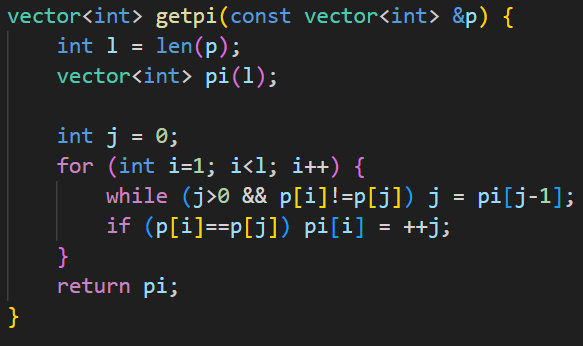 vector<int> getpi(const vector<int> &p) {
    int l = len(p);
    vector<int> pi(l);

    int j = 0;
    for (int i=1; i<l; i++) {
        while (j>0 && p[i]!=p[j]) j = pi[j-1];
        if (p[i]==p[j]) pi[i] = ++j;
    }
    return pi;
}